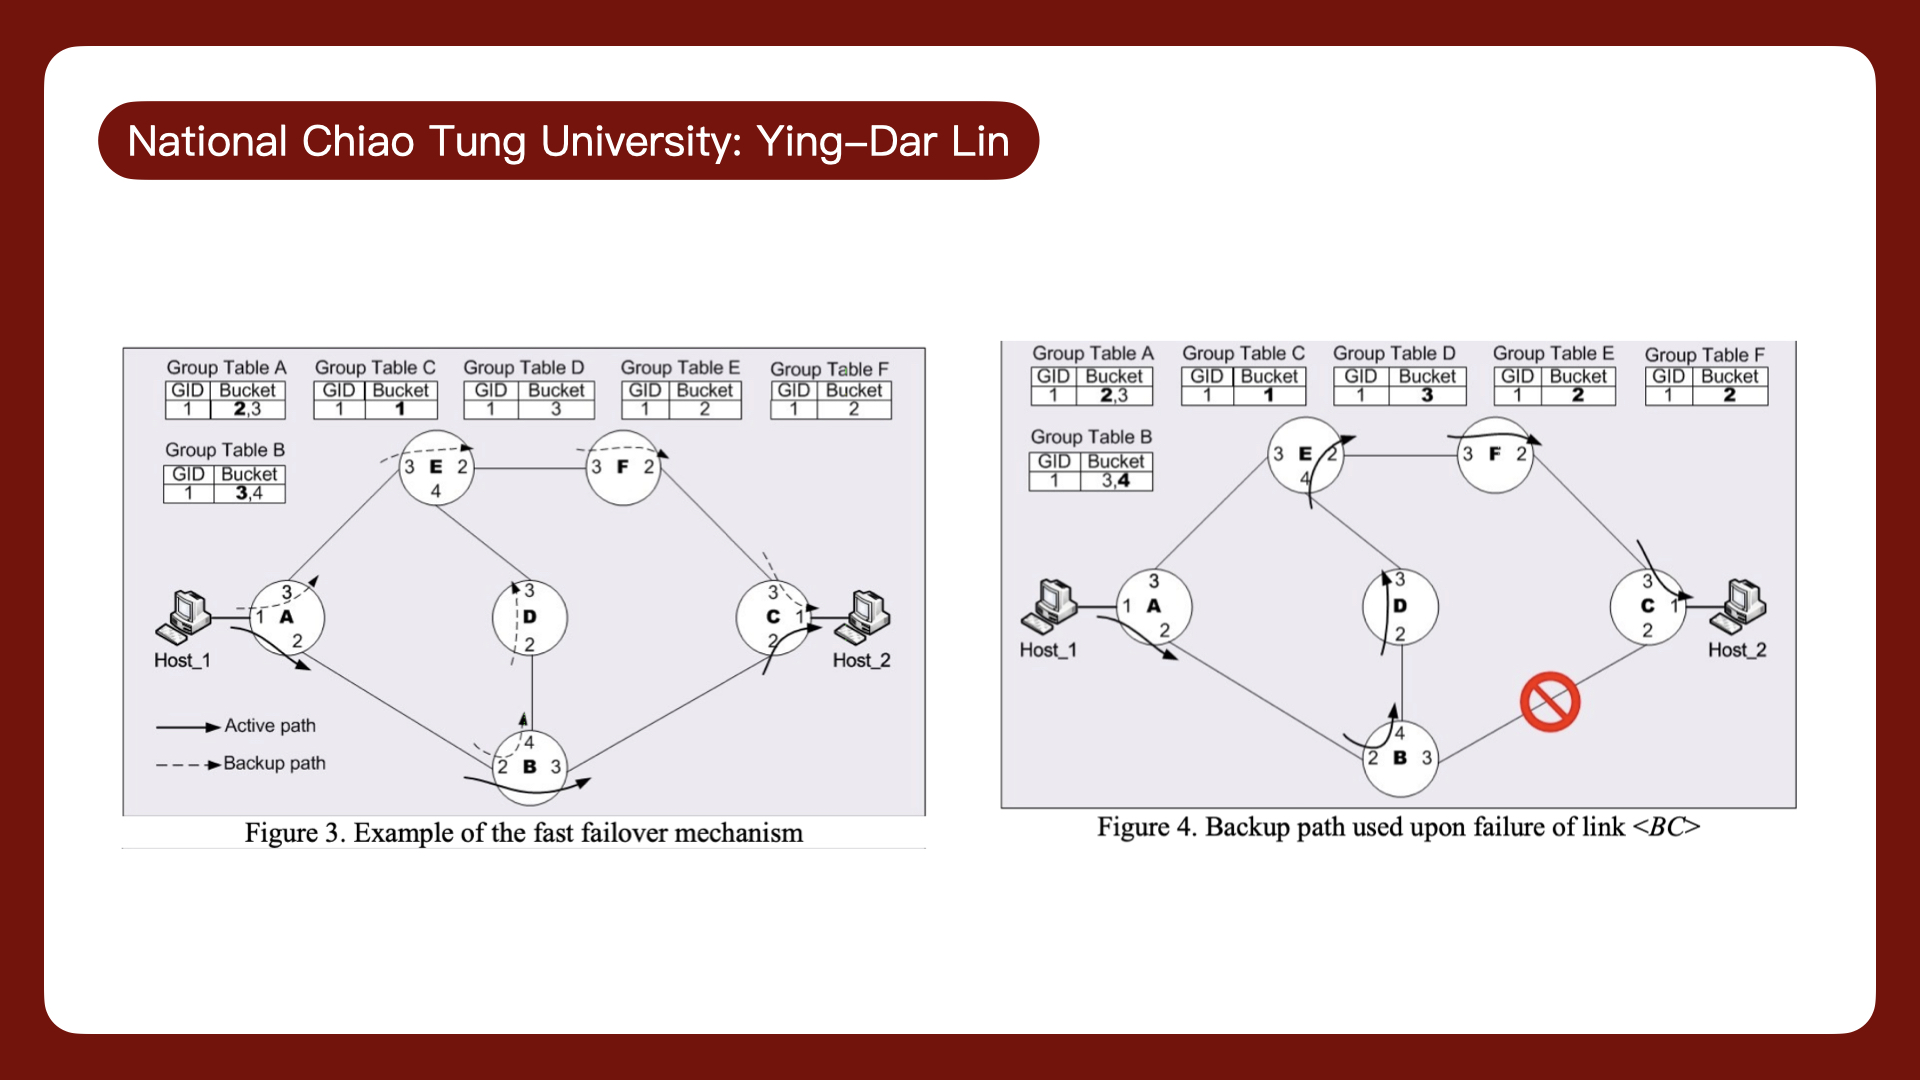 National Chiao Tung University: Ying–Dar Lin
Group Table A
GID Bucket
1 2,3
Group Table C
GID Bucket
1 1
Group Table D
GID Bucket
1 3
Group Table E
GID Bucket
1 2
Group Table F
GID Bucket
1 2
Group Table B
GID Bucket
1 3,4
3 E 2
4
3 F 2
3
1 A
2
3
D
2
3
C 1
2
Host_1
Host_2
4
2 B 3
Active path
Backup path
Figure 3. Example of the fast failover mechanism
Group Table A
GID Bucket
1 2,3
Group Table C
GID Bucket
1 1
Group Table D
GID Bucket
1 3
Group Table E
GID Bucket
1 2
Group Table F
GID Bucket
1 2
Group Table B
GID Bucket
1 3,4
3 E 2
4
3 F 2
3
1 A
2
3
D
2
3
C 1
2
Host_1
Host_2
4
2 B 3
Figure 4. Backup path used upon failure of link <BC>